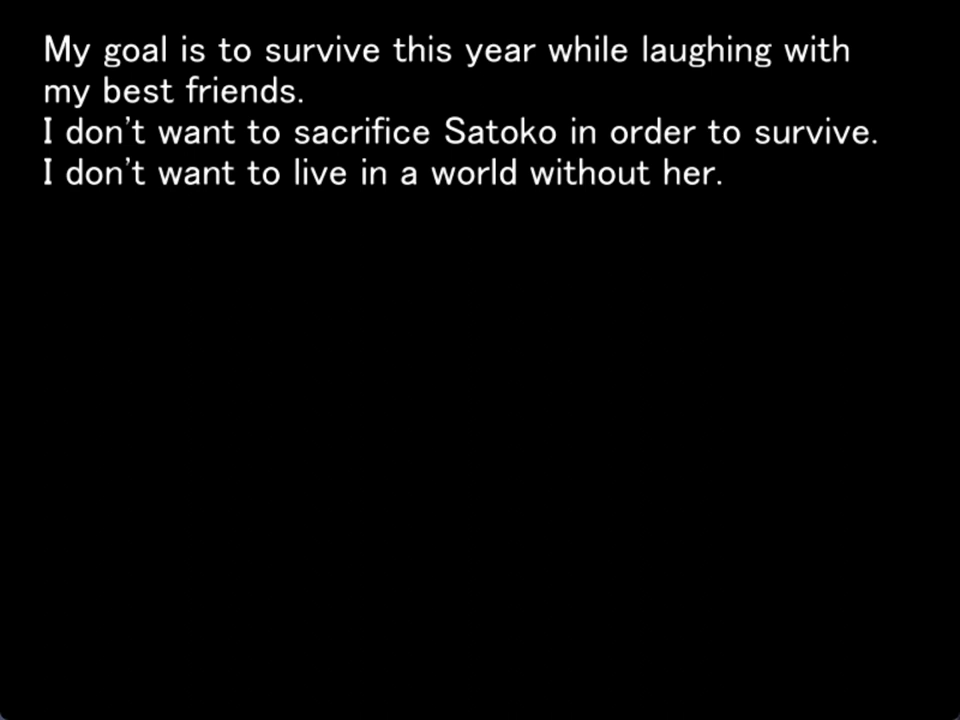 My goal is to survive this year while laughing with
my best friends.
I don't want to sacrifice Satoko in order to survive.
I don't want to live in a world without her.